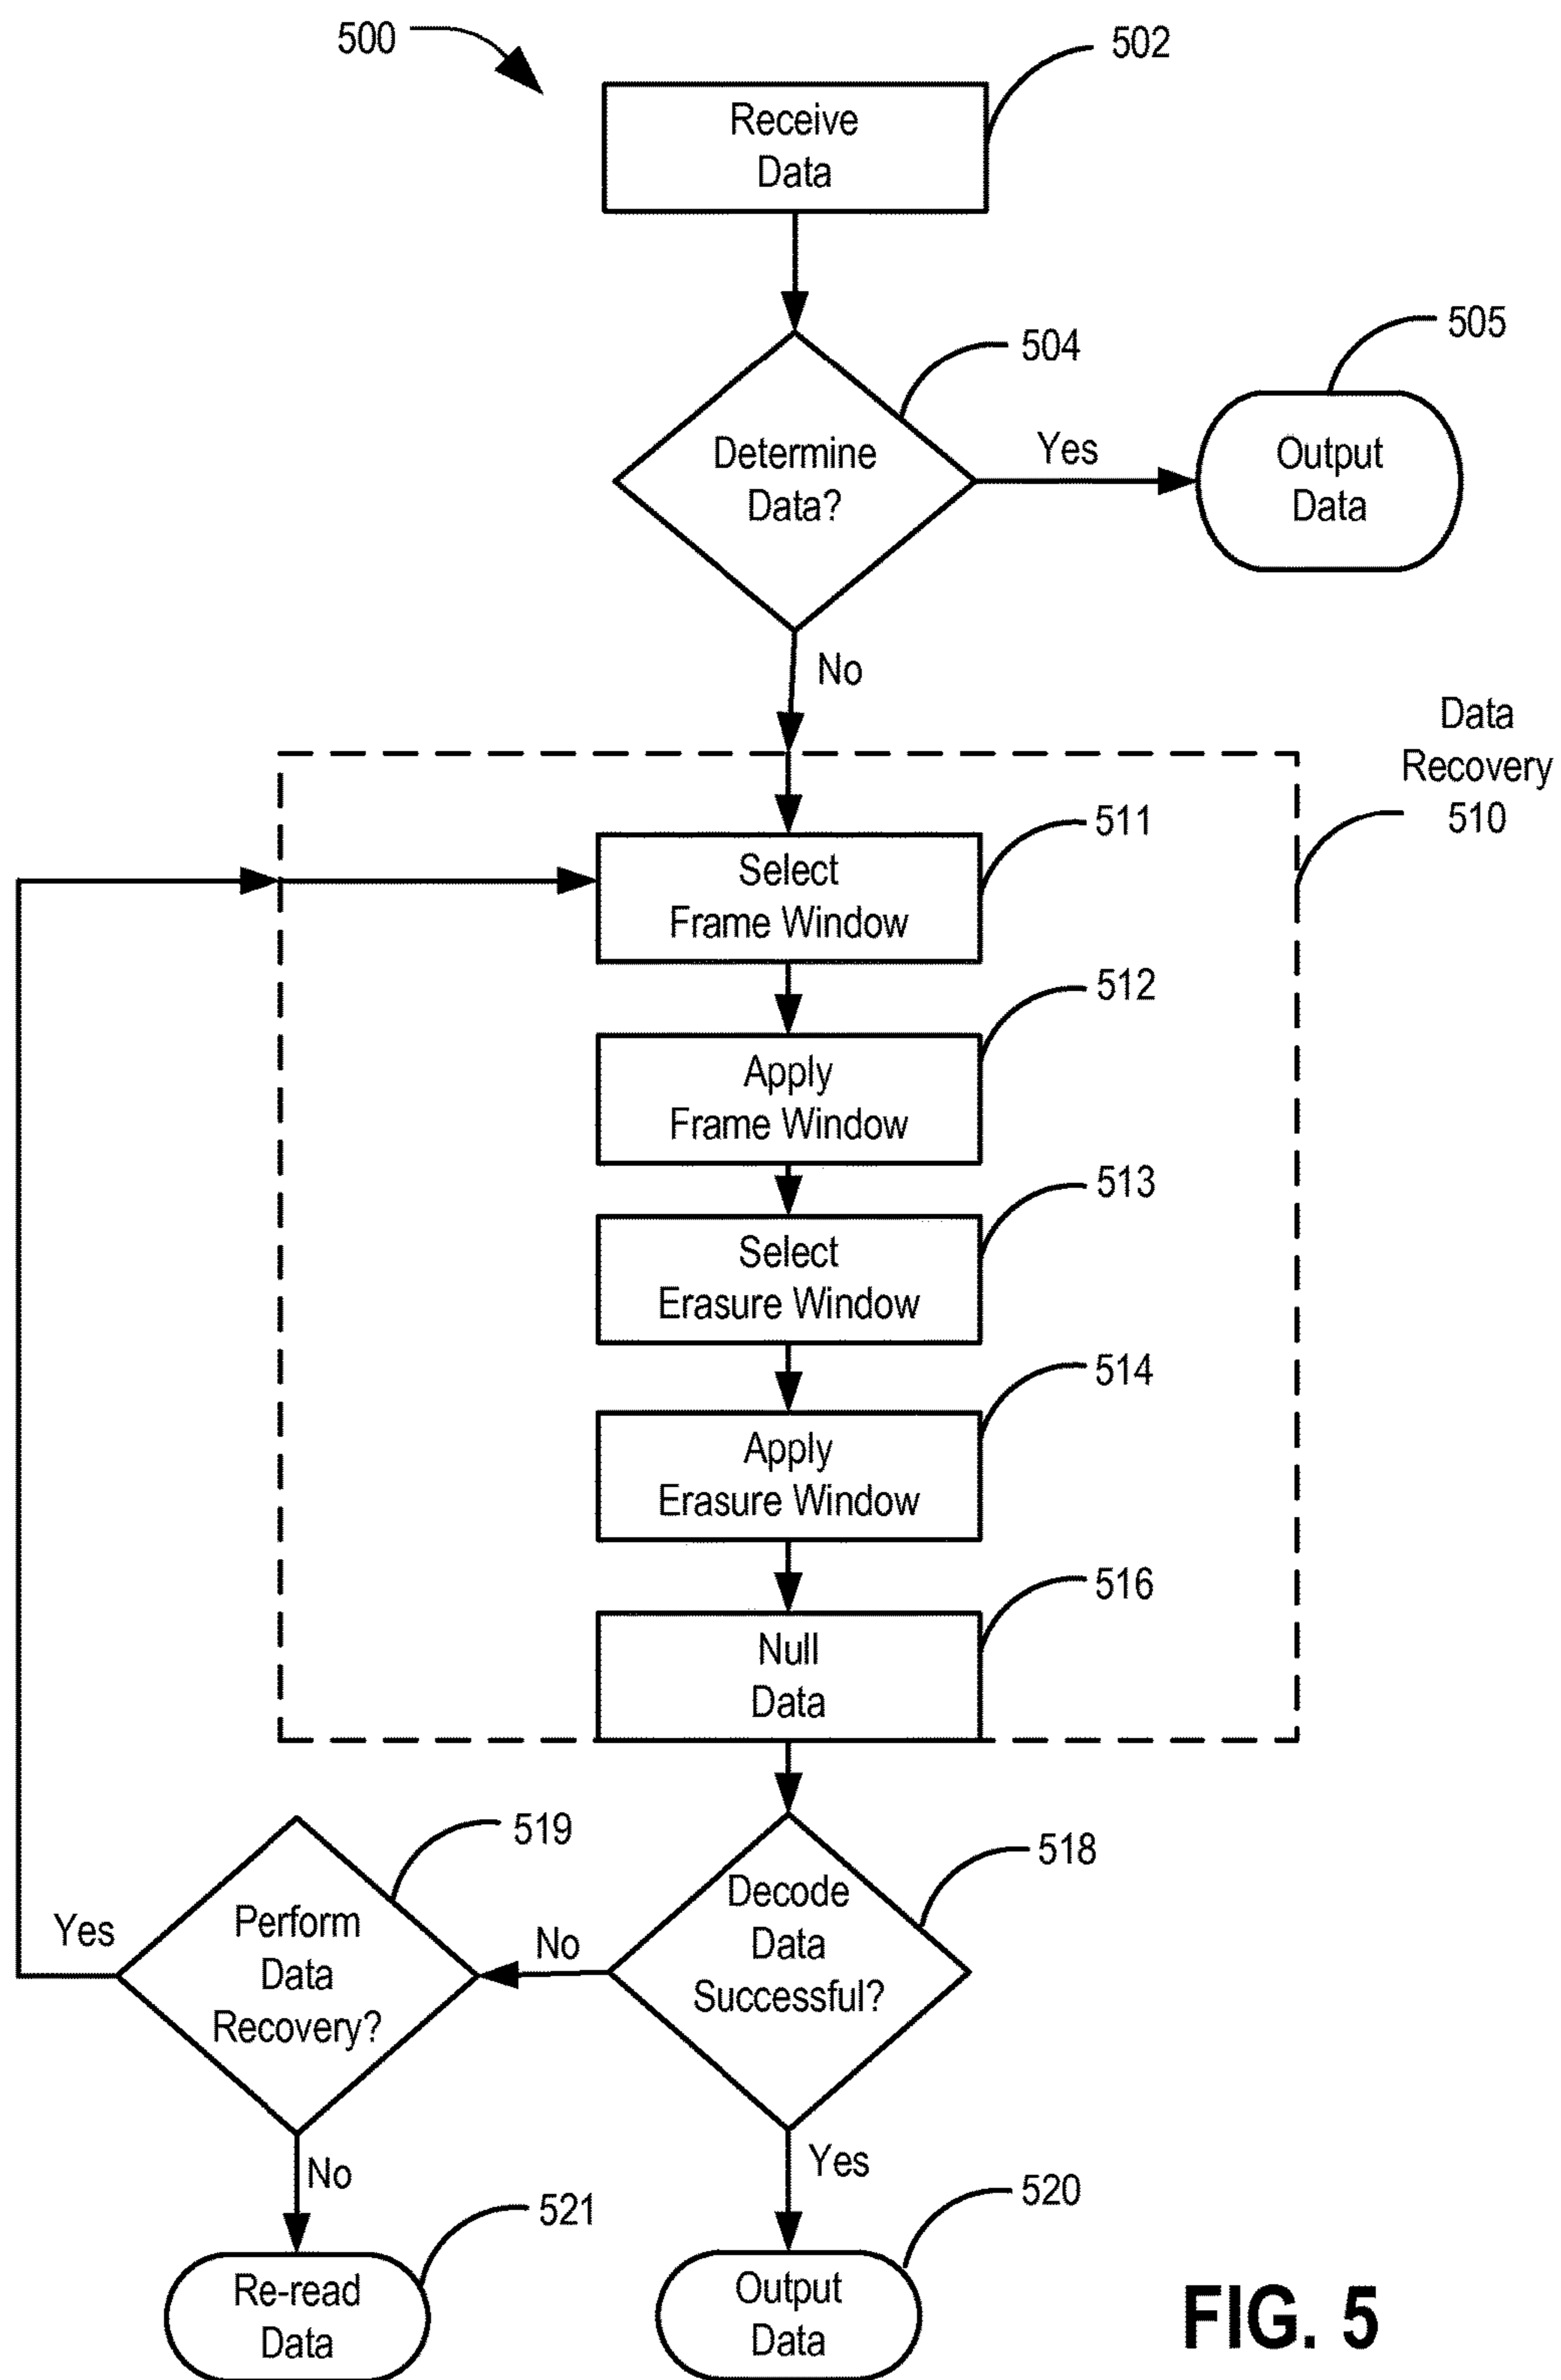 500
502
Receive
Data
504
505
Determine
Data?
Yes
Output
Data
No
Data
Recovery
510
511
Select
Frame Window
512
Apply
Frame Window
513
Select
Erasure Window
514
Apply
Erasure Window
516
Null
Data
519
518
Decode
Data
Successful?
No
Perform
Data
Recovery?
Yes
No
Yes
521
520
Re-read
Data
Output
Data
FIG. 5